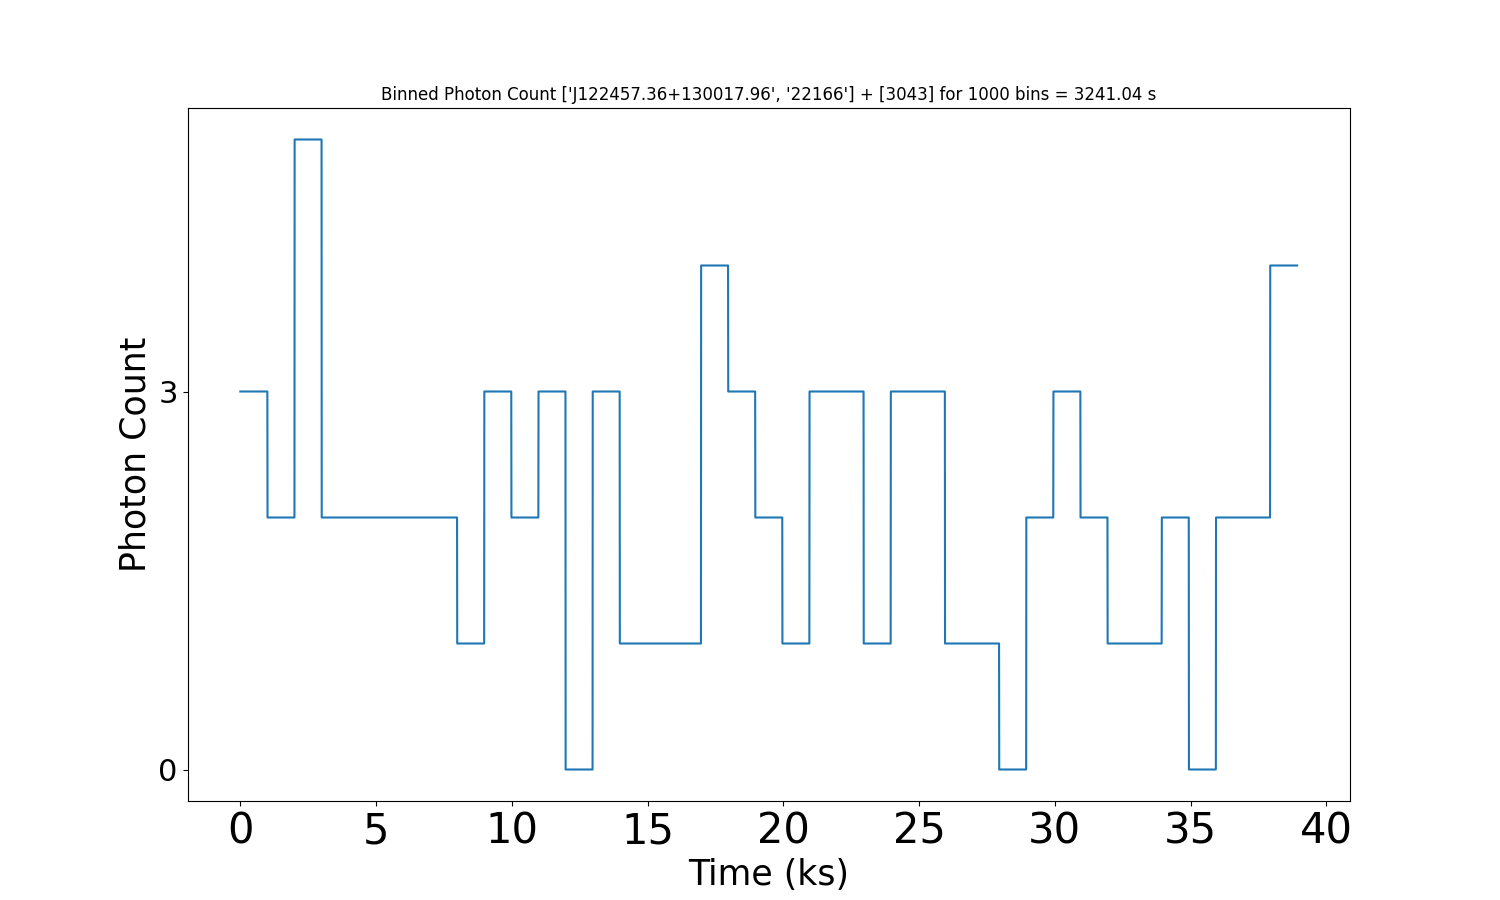 Binned Photon Count ['J122457.36+130017.96', '22166'] + [3043] for 1000 bins = 3241.04 s
Photon Count
3
0
0 5 10 15 20 25 30 35 40
Time (ks)